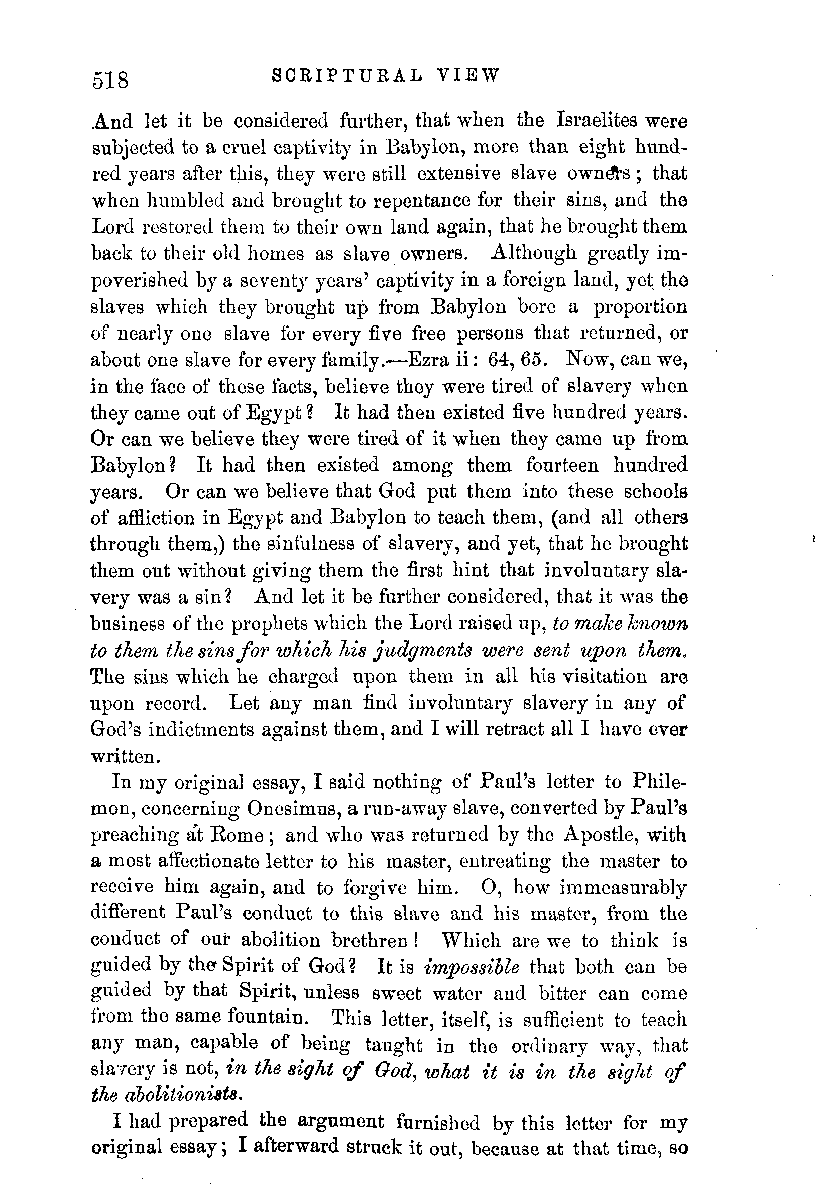 518 SCRIPTURAL VIEW
And let it be considered further, that when the Israelites were
subjected to a cruel captivity in Babylon, more than eight hund-
red years after this, they were still extensive slave owners; that
when humbled and brought to repentance for their sins, and the
Lord restored them to their own land again, that he brought them
back to their old homes as slave owners. Although greatly im-
poverished by a seventy years' captivity in a foreign land, yet the
slaves which they brought up from Babylon bore a proportion
of nearly one slave for every five free persons that returned, or
about one slave for every family.—Ezra ii: 64, 65. Now, can we,
in the face of these facts, believe they were tired of slavery when
they came out of Egypt? It had then existed five hundred years.
Or can we believe they were tired of it when they came up from
Babylon? It had then existed among them fourteen hundred
years. Or can we believe that God put them into these schools
of affliction in Egypt and Babylon to teach them, (and all others
through them,) the sinfulness of slavery, and yet, that he brought
them out without giving them the first hint that involuntary sla-
very was a sin? And let it be further considered, that it was the
business of the prophets which the Lord raised up, to make known
to them the sins for which his judgments were sent upon them.
The sins which he charged upon them in all his visitation are
upon record. Let any man find involuntary slavery in any of
God's indictments against them, and I will retract all I have ever
written.
In my original essay, I said nothing of Paul's letter to Phile-
mon, concerning Onesimus, a run-away slave, converted by Paul's
preaching at Rome; and who was returned by the Apostle, with
a most affectionate letter to his master, entreating the master to
receive him again, and to forgive him. O, how immeasurably
different Paul's conduct to this slave and his master, from the
conduct of our abolition brethren! Which are we to think is
guided by the Spirit of God? It is impossible that both can be
guided by that Spirit, unless sweet water and bitter can come
from the same fountain. This letter, itself, is sufficient to teach
any man, capable of being taught in the ordinary way, that
slavery is not, in the sight of God, what it is in the sight of
the abolitionists.
I had prepared the argument furnished by this letter for my
original essay; I afterward struck it out, because at that time, so